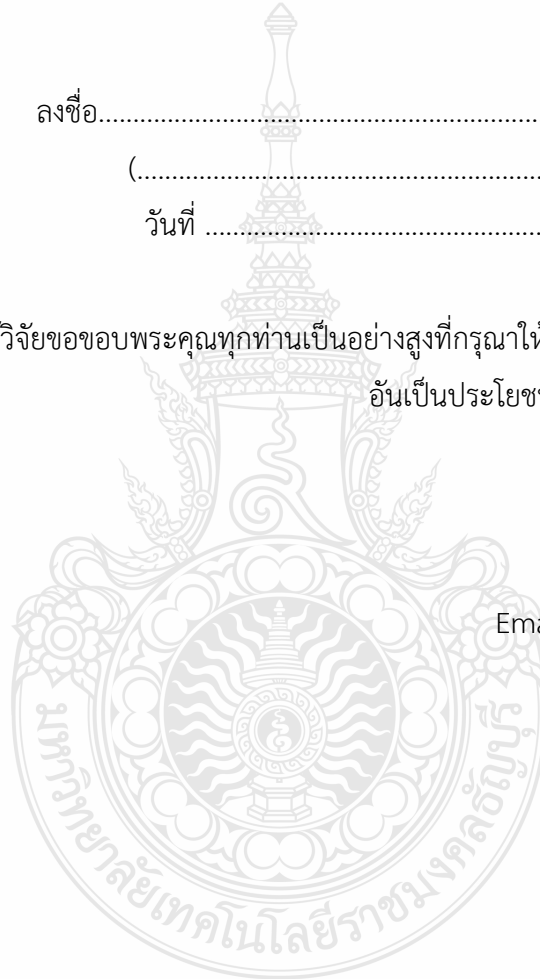 ลงชื่อ......................................................................
(......................................................................
วันที่ ......................................................................
วิจัยขอขอบพระคุณทุกท่านเป็นอย่างสูงที่กรุณาให้
อันเป็นประโยชน์
Ema
มหาวิทยาลัยเทคโนโลยีราชมงคลธัญบุรี